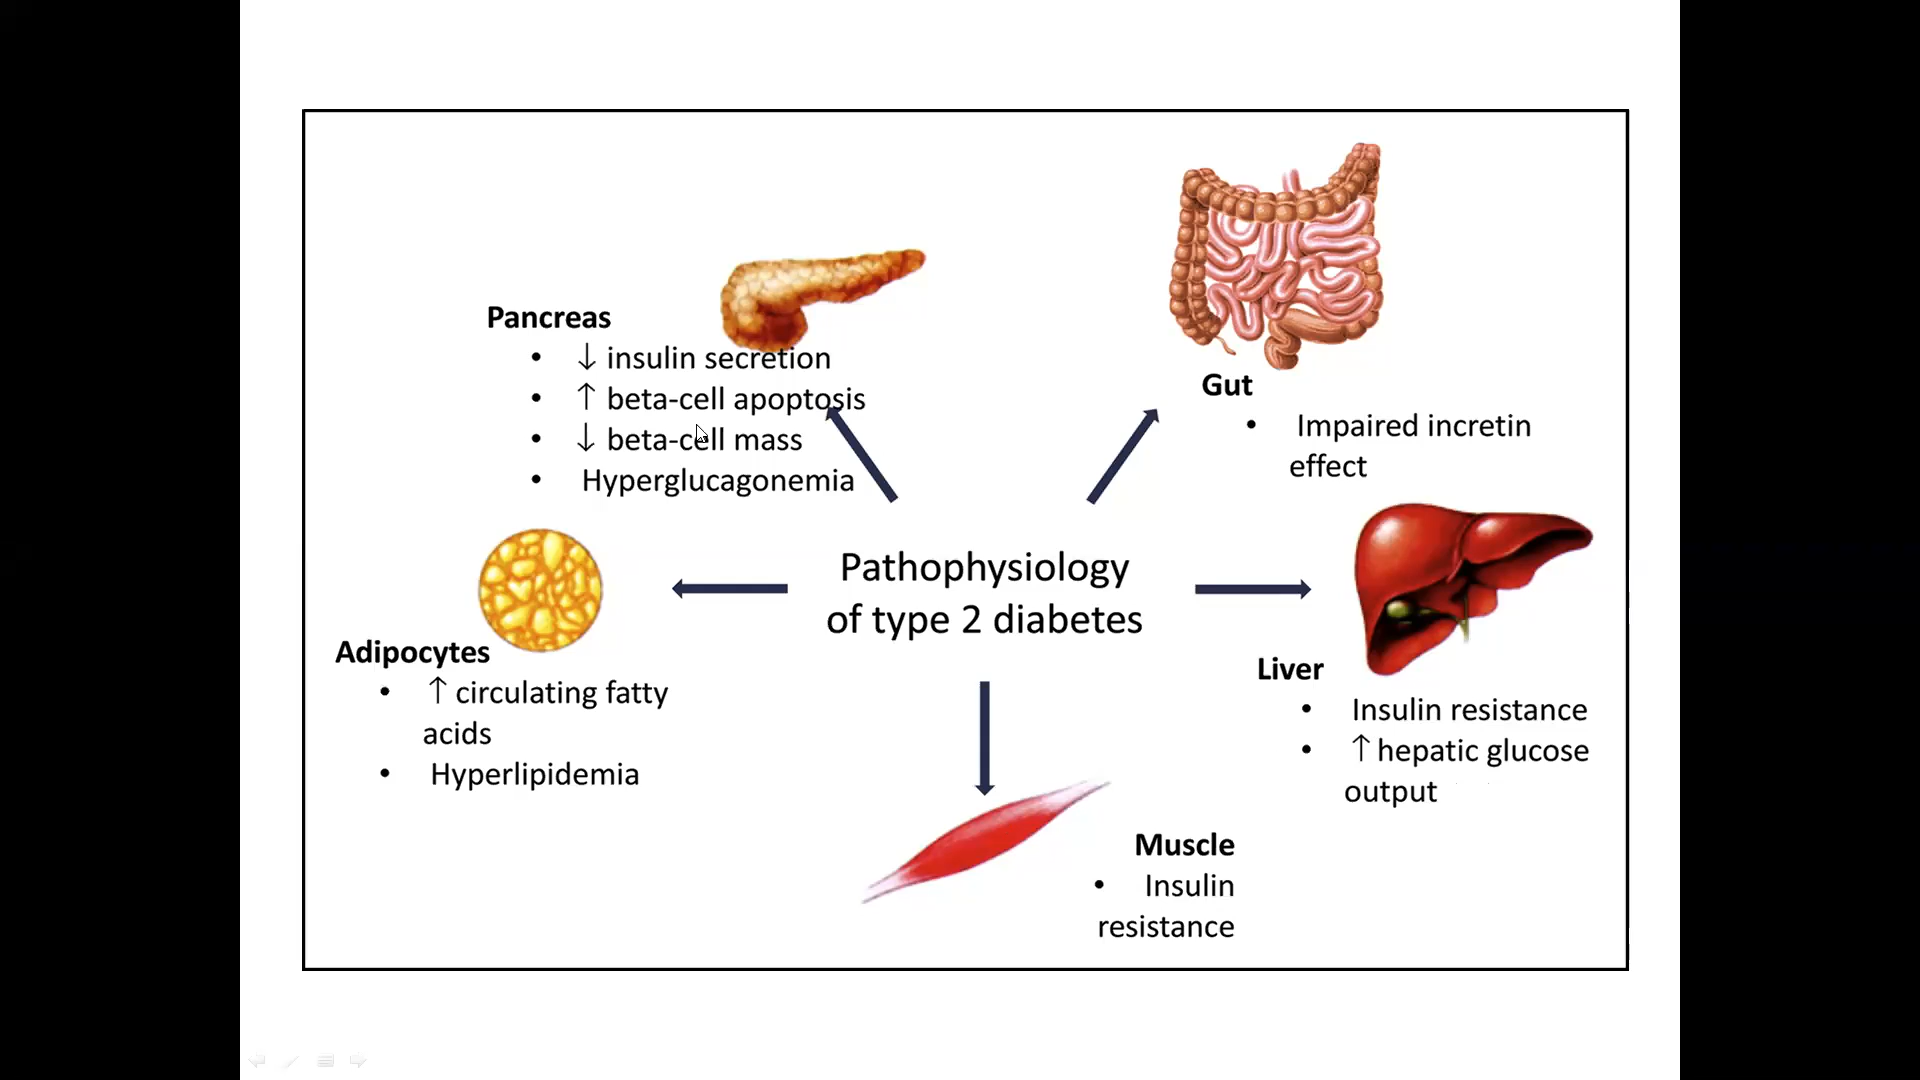 Pancreas
• ↓ insulin secretion
• ↑ beta-cell apoptosis
• ↓ beta-cell mass
• Hyperglucagonemia
Gut
• Impaired incretin
effect
Pathophysiology
of type 2 diabetes
Adipocytes
• ↑ circulating fatty
acids
• Hyperlipidemia
Liver
• Insulin resistance
• ↑ hepatic glucose
output
Muscle
• Insulin
resistance